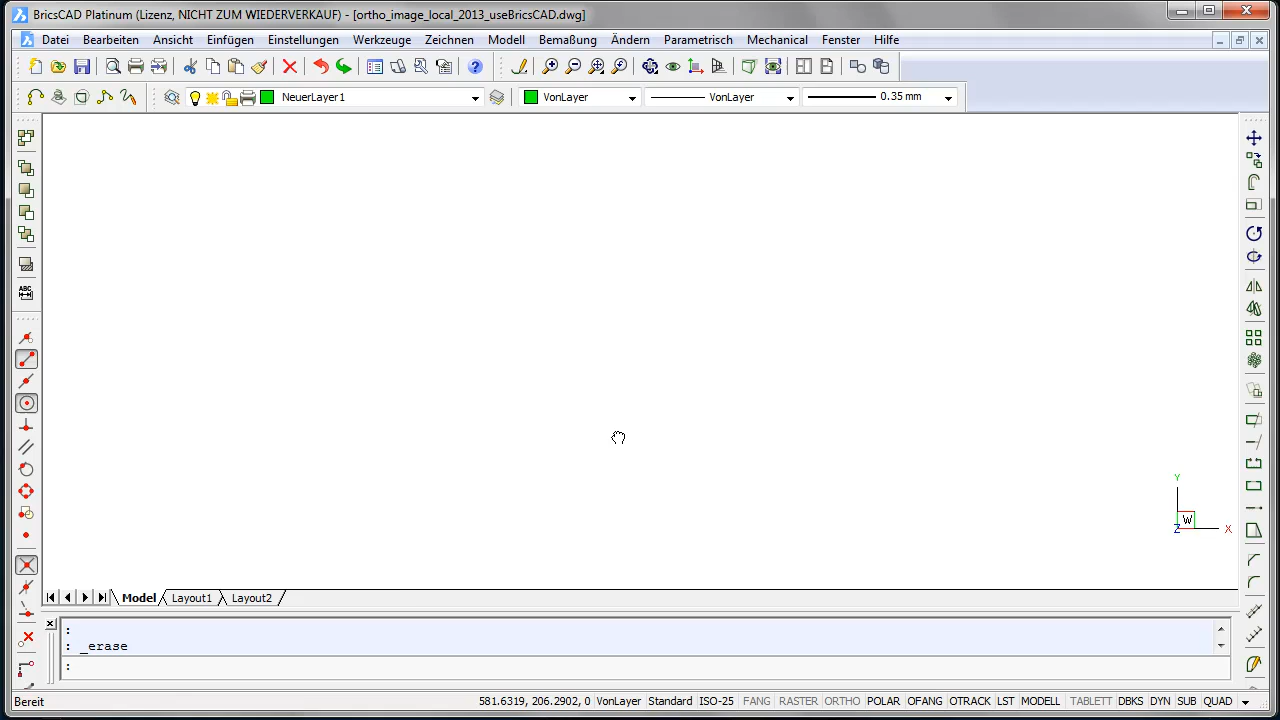 BricsCAD Platinum (Lizenz, NICHT ZUM WIEDERVERKAUF) - [ortho_image_local_2013_useBricsCAD.dwg]
Datei Bearbeiten Ansicht Einfügen Einstellungen Werkzeuge Zeichnen Modell Bemaßung Ändern Parametrisch Mechanical Fenster Hilfe
NeuerLayer1 VonLayer VonLayer 0.35 mm
ABC
Y
W
Z X
Model Layout1 Layout2
:
: _erase
:
Bereit 581.6319, 206.2902, 0 VonLayer Standard ISO-25 FANG RASTER ORTHO POLAR OFANG OTRACK LST MODELL TABLETT DBKS DYN SUB QUAD